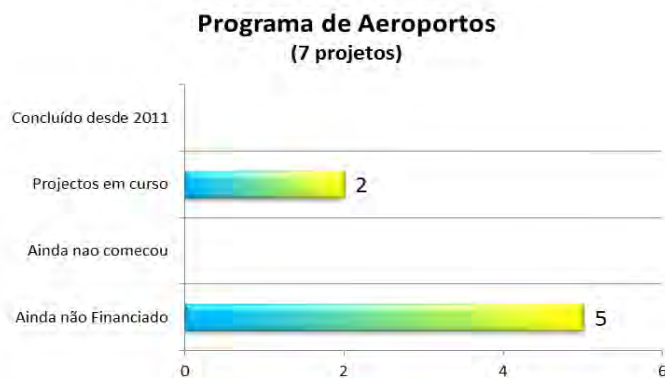 Programa de Aeroportos
(7 projetos)
Concluído desde 2011
Projectos em curso
2
Ainda nao comecou
Ainda não Financiado
5
0 2 4 6